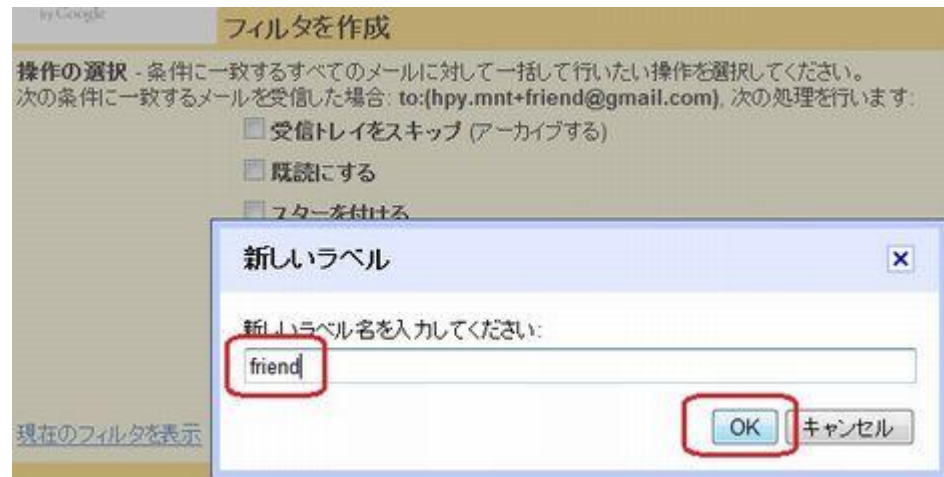 by Google
フィルタを作成
操作の選択 - 条件に一致するすべてのメールに対して一括して行いたい操作を選択してください。
次の条件に一致するメールを受信した場合: to:(hpy.mnt+friend@gmail.com), 次の処理を行います:
受信トレイをスキップ (アーカイブする)
既読にする
スターを付ける
新しいラベル
新しいラベル名を入力してください:
friend
OK キャンセル
現在のフィルタを表示